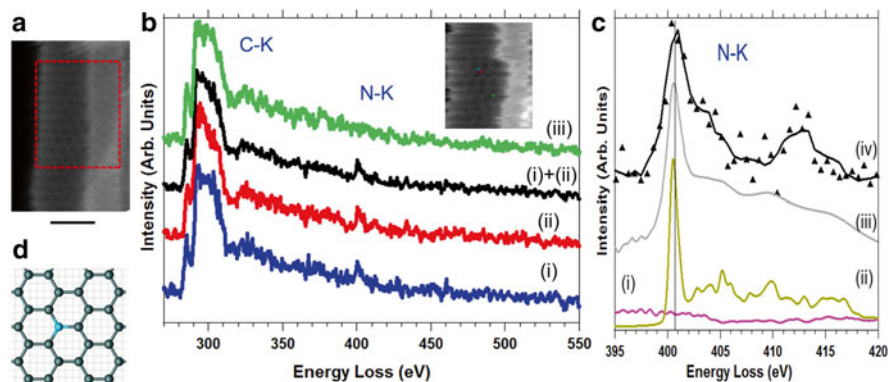 a
b
C-K
N-K
(iii)
(i)+(ii)
(ii)
(i)
Intensity (Arb. Units)
300 350 400 450 500 550
Energy Loss (eV)
c
N-K
(iv)
(iii)
(i)
(ii)
Intensity (Arb. Units)
395 400 405 410 415 420
Energy Loss (eV)
d